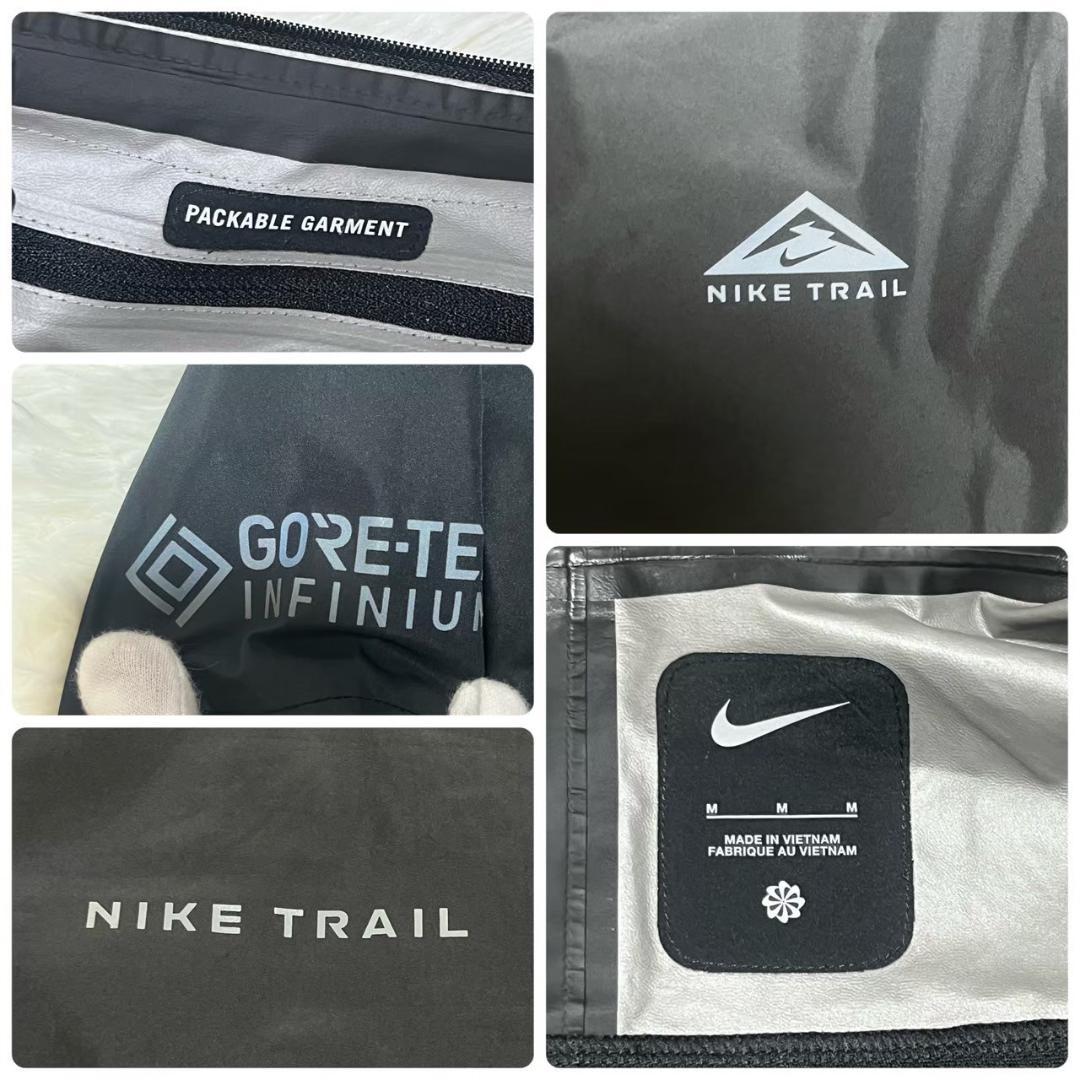 PACKABLE GARMENT
NIKE TRAIL
GORE-TE
INFINIUM
NIKE TRAIL
M M M
MADE IN VIETNAM
FABRIQUE AU VIETNAM